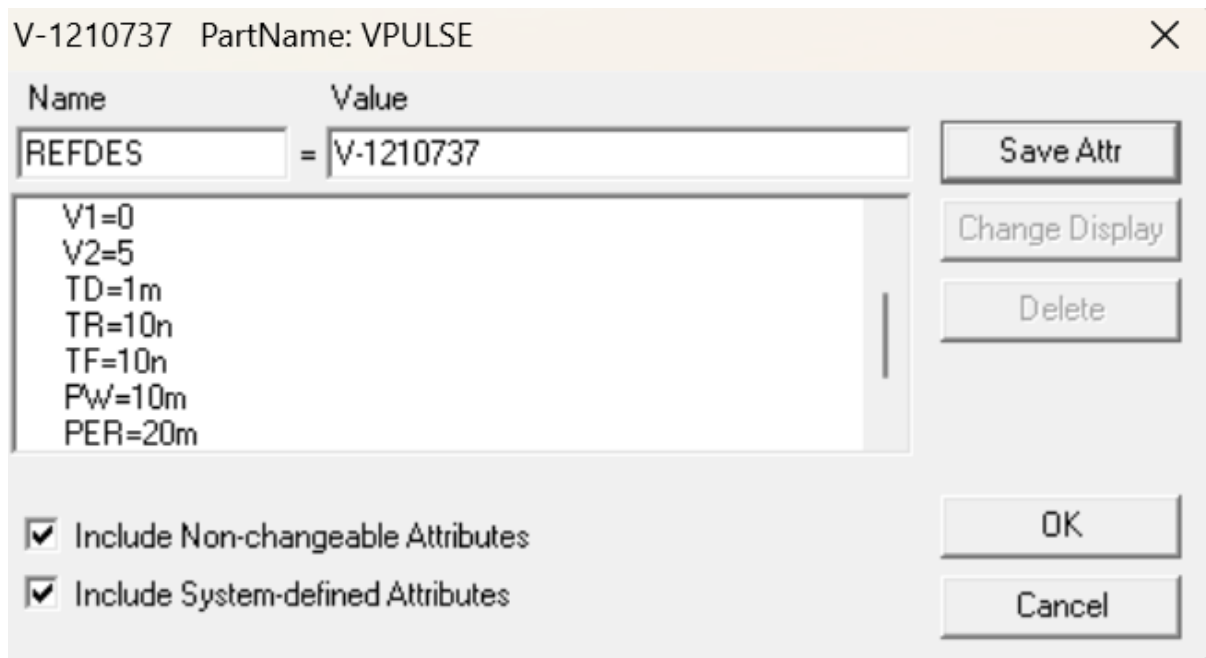 V-1210737 PartName: VPULSE
Name Value
REFDES = V-1210737
Save Attr
V1=0
V2=5
TD=1m
TR=10n
TF=10n
PW=10m
PER=20m
Change Display
Delete
Include Non-changeable Attributes
Include System-defined Attributes
OK
Cancel